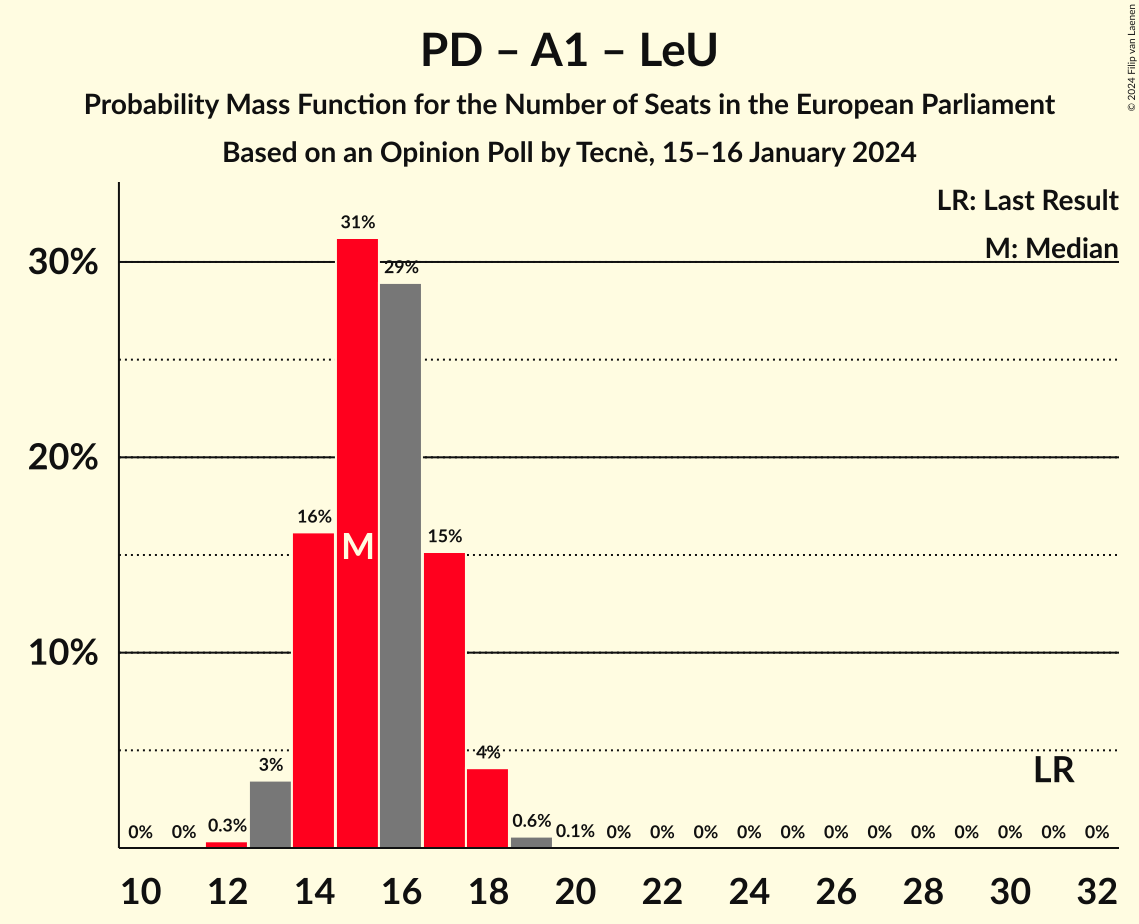 PD – A1 – LeU
Probability Mass Function for the Number of Seats in the European Parliament
Based on an Opinion Poll by Tecnè, 15–16 January 2024
© 2024 Filip van Laenen
LR: Last Result
M: Median
30%
20%
10%
0%
0%
0.3%
3%
16%
31%
29%
15%
4%
0.6%
0.1%
0%
0%
0%
0%
0%
0%
0%
0%
0%
0%
0%
0%
M
LR
10 12 14 16 18 20 22 24 26 28 30 32